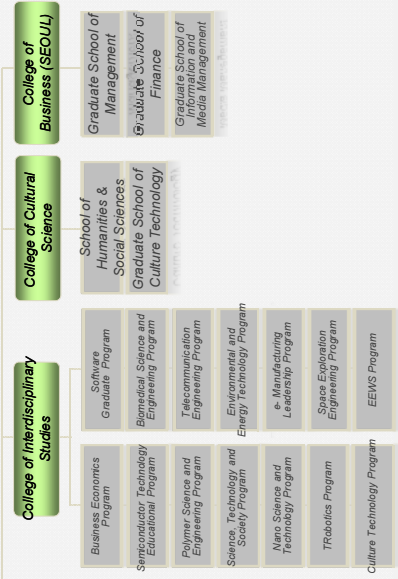 College of
Business (SEOUL)
Graduate School of
Management
Graduate School of
Finance
Graduate School of
Information and
Media Management
College of Cultural
Science
School of
Humanities &
Social Sciences
Graduate School of
Culture Technology
College of Interdisciplinary
Studies
Software
Graduate Program
Biomedical Science and
Engineering Program
Telecommunication
Engineering Program
Environmental and
Energy Technology Program
e- Manufacturing
Leadership Program
Space Exploration
Engineering Program
EEWS Program
Business Economics
Program
Semiconductor Technology
Educational Program
Polymer Science and
Engineering Program
Science, Technology and
Society Program
Nano Science and
Technology Program
TRobotics Program
Culture Technology Program